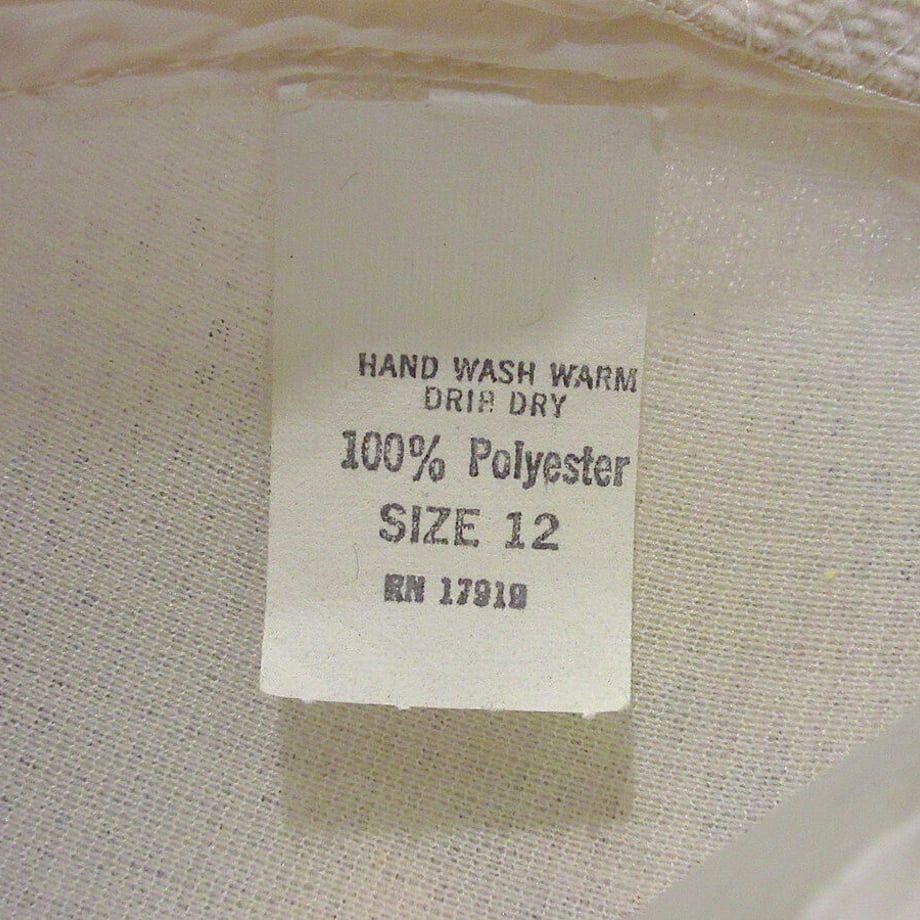 HAND WASH WARM
DRIP DRY
100% Polyester
SIZE 12
RN 17919